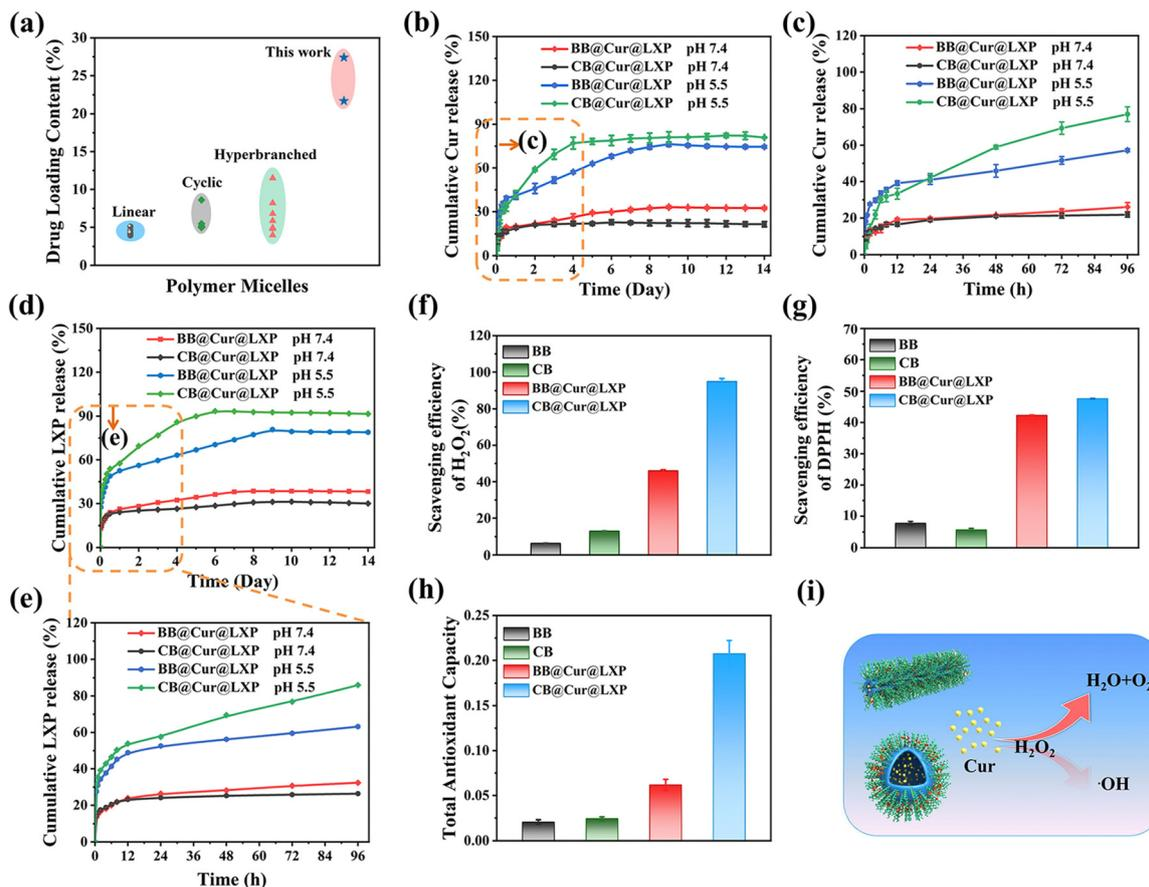 (a)
Drug Loading Content (%)
30
25
20
15
10
5
0
This work
Hyperbranched
Cyclic
Linear
Polymer Micelles
(b)
Cumulative Cur release (%)
150
120
90
60
30
0
BB@Cur@LXP pH 7.4
CB@Cur@LXP pH 7.4
BB@Cur@LXP pH 5.5
CB@Cur@LXP pH 5.5
(c)
0 2 4 6 8 10 12 14
Time (Day)
(c)
Cumulative Cur release (%)
120
100
80
60
40
20
0
BB@Cur@LXP pH 7.4
CB@Cur@LXP pH 7.4
BB@Cur@LXP pH 5.5
CB@Cur@LXP pH 5.5
0 12 24 36 48 60 72 84 96
Time (h)
(d)
Cumulative LXP release (%)
150
120
90
60
30
0
BB@Cur@LXP pH 7.4
CB@Cur@LXP pH 7.4
BB@Cur@LXP pH 5.5
CB@Cur@LXP pH 5.5
(e)
0 2 4 6 8 10 12 14
Time (Day)
(f)
Scavenging efficiency
of H₂O₂(%)
120
100
80
60
40
20
0
BB
CB
BB@Cur@LXP
CB@Cur@LXP
(g)
Scavenging efficiency
of DPPH (%)
70
60
50
40
30
20
10
0
BB
CB
BB@Cur@LXP
CB@Cur@LXP
(e)
Cumulative LXP release (%)
120
100
80
60
40
20
0
BB@Cur@LXP pH 7.4
CB@Cur@LXP pH 7.4
BB@Cur@LXP pH 5.5
CB@Cur@LXP pH 5.5
0 12 24 36 48 60 72 84 96
Time (h)
(h)
Total Antioxidant Capacity
0.25
0.20
0.15
0.10
0.05
0.00
BB
CB
BB@Cur@LXP
CB@Cur@LXP
(i)
H₂O+O₂
H₂O₂
Cur
·OH